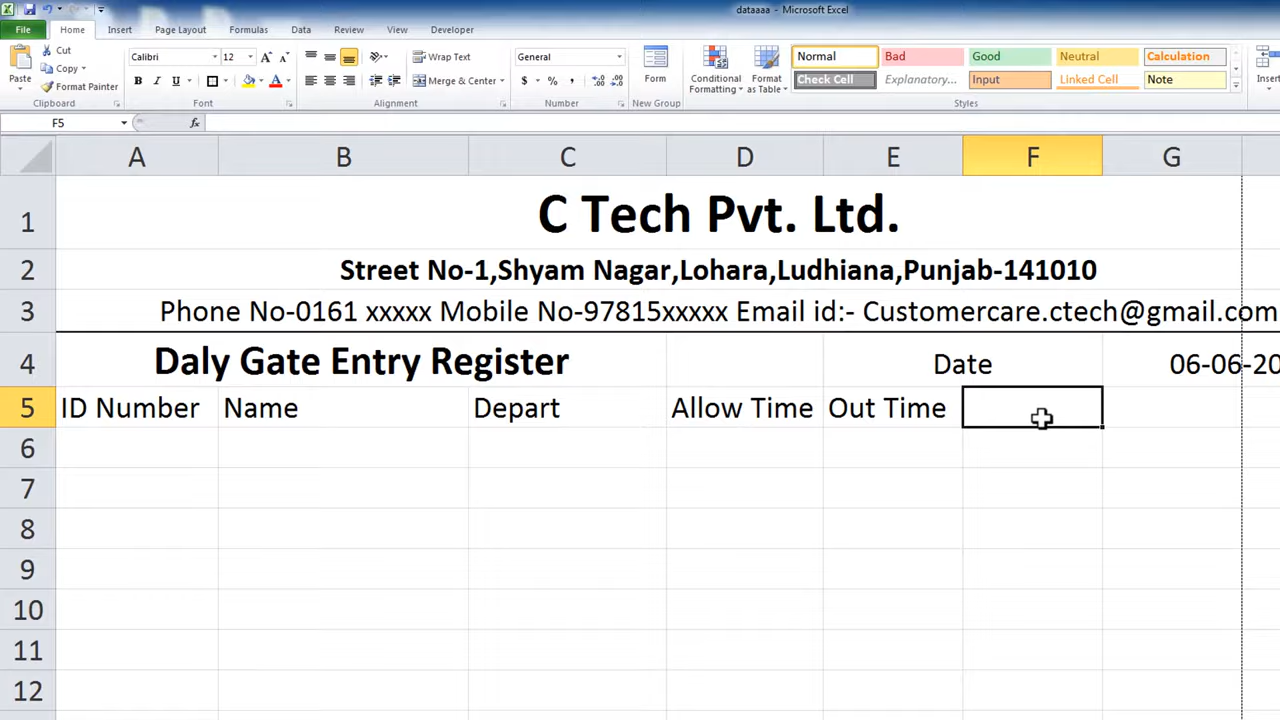 dataaaa - Microsoft Excel
File Home Insert Page Layout Formulas Data Review View Developer
Paste
Cut
Copy
Format Painter
Clipboard
Calibri 12
B I U
Font
Wrap Text
Merge & Center
Alignment
General
$ % ,
Number
Form
New Group
Conditional Formatting
Format as Table
Normal Bad Good Neutral Calculation
Check Cell Explanatory... Input Linked Cell Note
Styles
Insert
F5 fx
A B C D E F G
1 C Tech Pvt. Ltd.
2 Street No-1,Shyam Nagar,Lohara,Ludhiana,Punjab-141010
3 Phone No-0161 xxxxx Mobile No-97815xxxxx Email id:- Customercare.ctech@gmail.com
4 Daly Gate Entry Register Date 06-06-20
5 ID Number Name Depart Allow Time Out Time
6
7
8
9
10
11
12